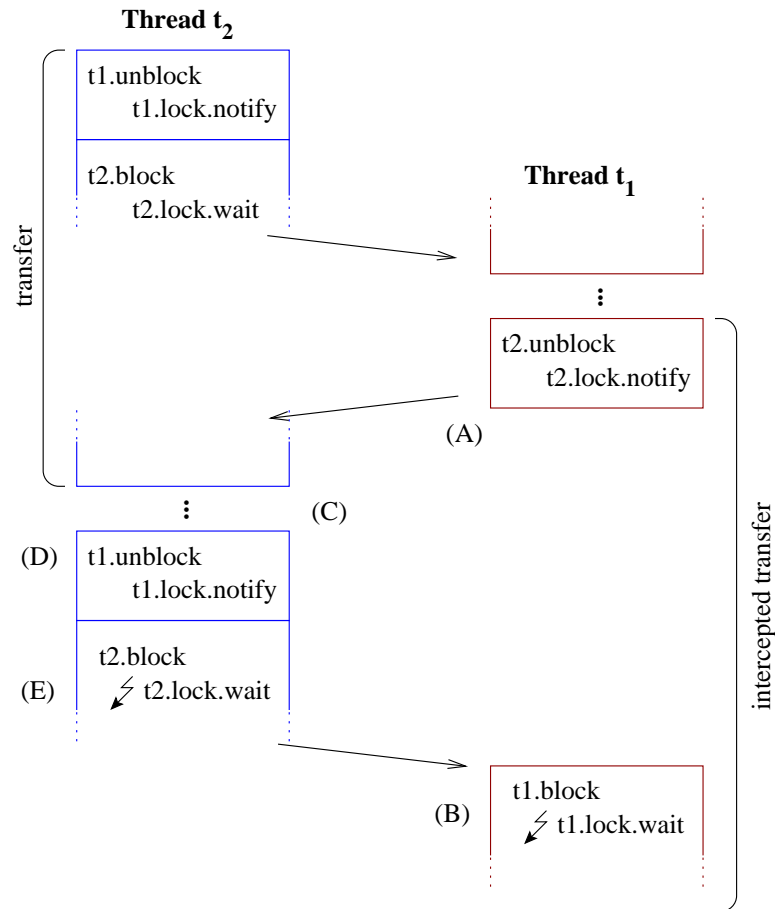 Thread t2
t1.unblock
t1.lock.notify
t2.block
t2.lock.wait
transfer
Thread t1
t2.unblock
t2.lock.notify
(A)
(C)
(D)
t1.unblock
t1.lock.notify
t2.block
(E)
t2.lock.wait
intercepted transfer
t1.block
(B)
t1.lock.wait